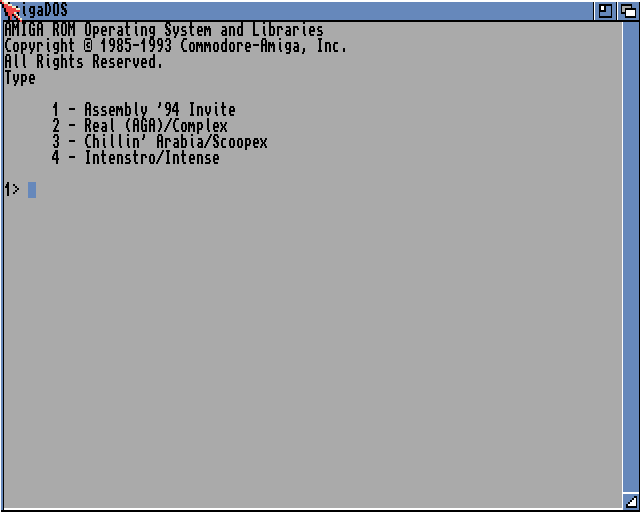 AmigaDOS
AMIGA ROM Operating System and Libraries
Copyright © 1985-1993 Commodore-Amiga, Inc.
All Rights Reserved.
Type
1 - Assembly '94 Invite
2 - Real (AGA)/Complex
3 - Chillin' Arabia/Scoopex
4 - Intenstro/Intense
1>